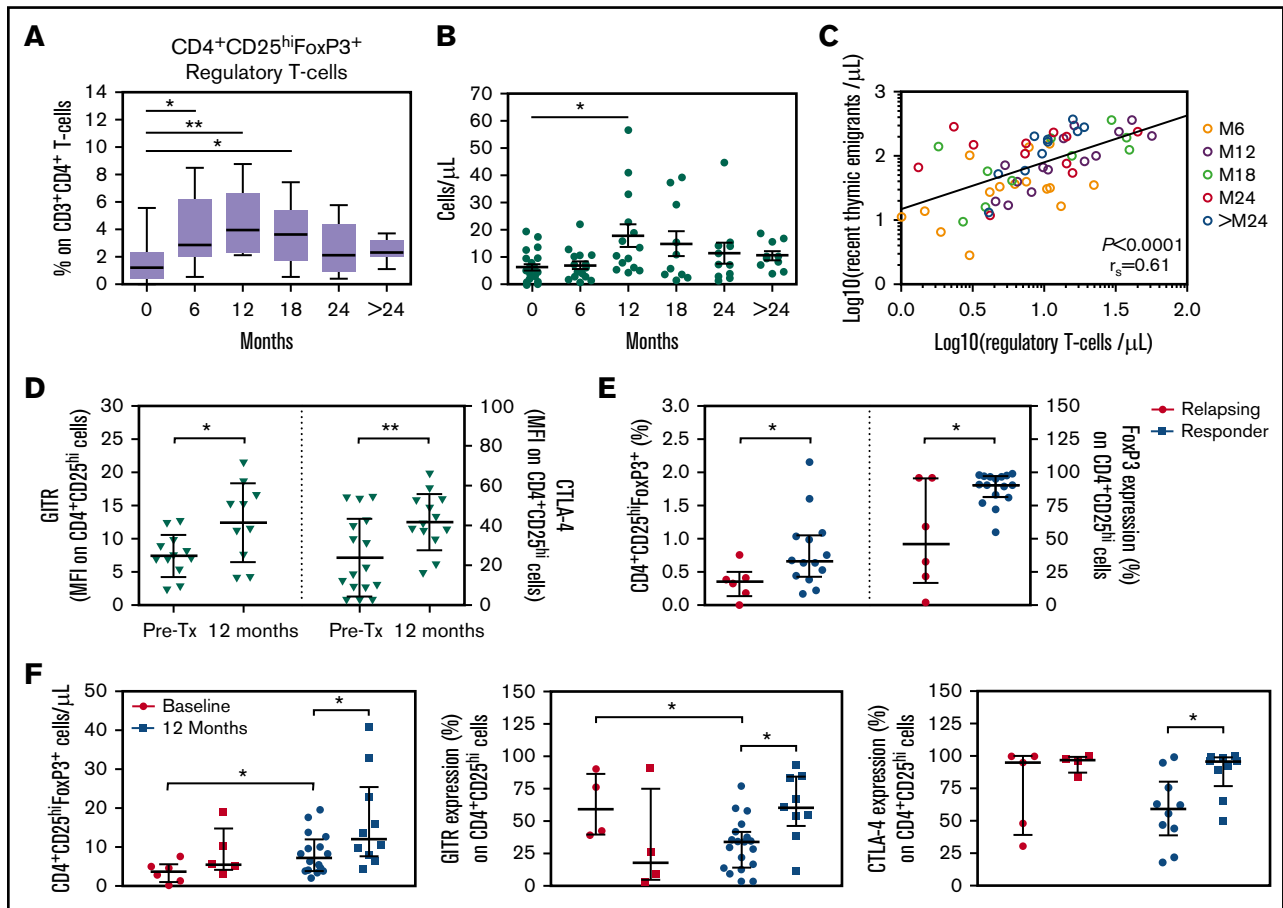 A
CD4+CD25hiFoxP3+
Regulatory T-cells
% on CD3+CD4+ T-cells
14
12
10
8
6
4
2
0
*
**
*
0 6 12 18 24 >24
Months
B
Cells/μL
70
60
50
40
30
20
10
0
*
0 6 12 18 24 >24
Months
C
Log10(recent thymic emigrants /μL)
3
2
1
0
P<0.0001
rs=0.61
0.0 0.5 1.0 1.5 2.0
Log10(regulatory T-cells /μL)
M6
M12
M18
M24
>M24
D
GITR
(MFI on CD4+CD25hi cells)
30
25
20
15
10
5
0
*
**
100
80
60
40
20
0
CTLA-4
(MFI on CD4+CD25hi cells)
Pre-Tx 12 months Pre-Tx 12 months
E
CD4+CD25hiFoxP3+ (%)
3.0
2.5
2.0
1.5
1.0
0.5
0.0
*
*
150
125
100
75
50
25
0
FoxP3 expression (%)
on CD4+CD25hi cells
Relapsing
Responder
F
CD4+CD25hiFoxP3+ cells/μL
50
40
30
20
10
0
Baseline
12 Months
*
*
GITR expression (%)
on CD4+CD25hi cells
150
125
100
75
50
25
0
*
*
CTLA-4 expression (%)
on CD4+CD25hi cells
150
125
100
75
50
25
0
*